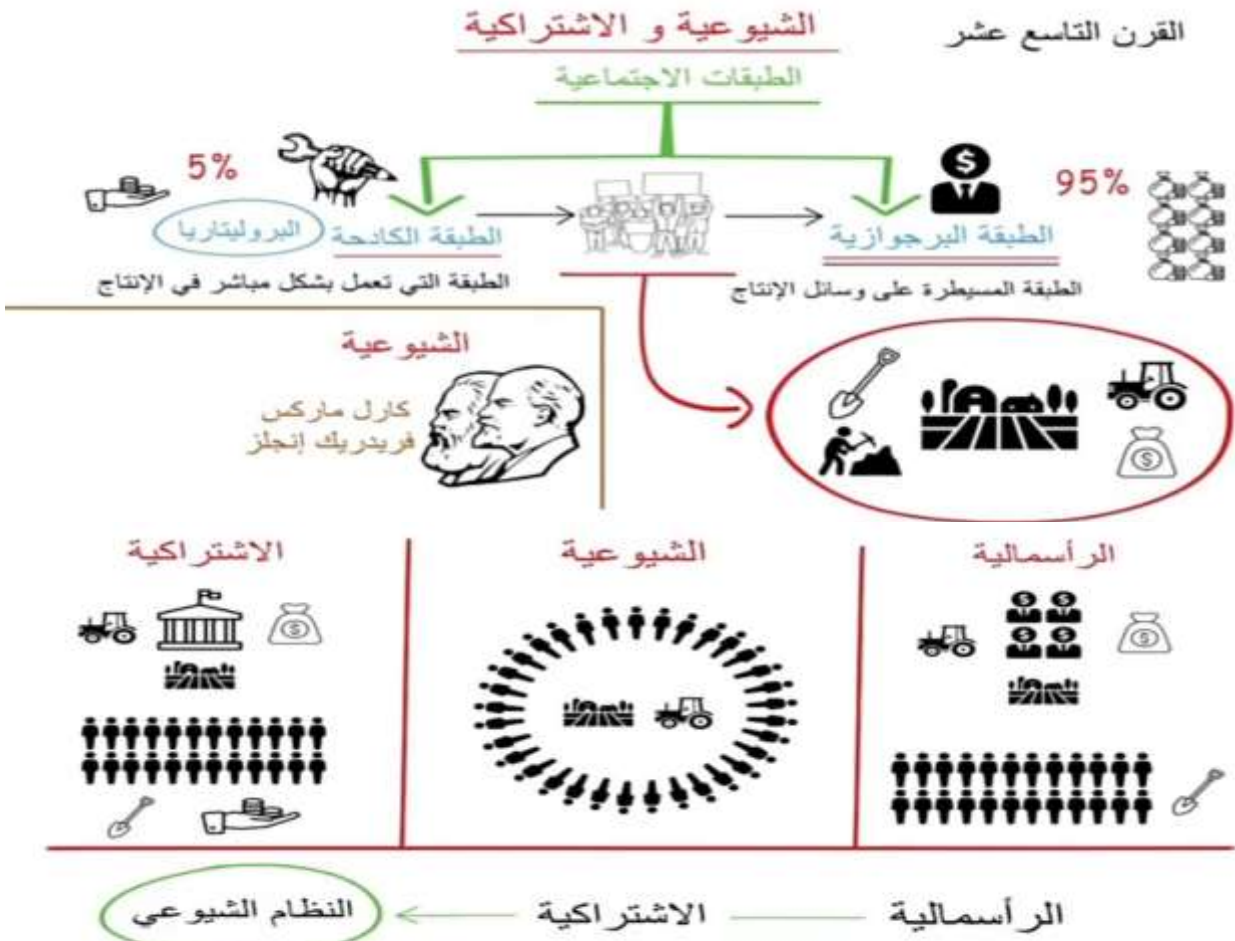 القرن التاسع عشر
الشيوعية و الاشتراكية
الطبقات الاجتماعية
95%
5%
الطبقة البرجوازية
الطبقة الكادحة
البروليتاريا
الطبقة المسيطرة على وسائل الإنتاج
الطبقة التي تعمل بشكل مباشر في الإنتاج
الشيوعية
كارل ماركس
فريدريك إنجلز
الرأسمالية
الشيوعية
الاشتراكية
الرأسمالية
الاشتراكية
النظام الشيوعي